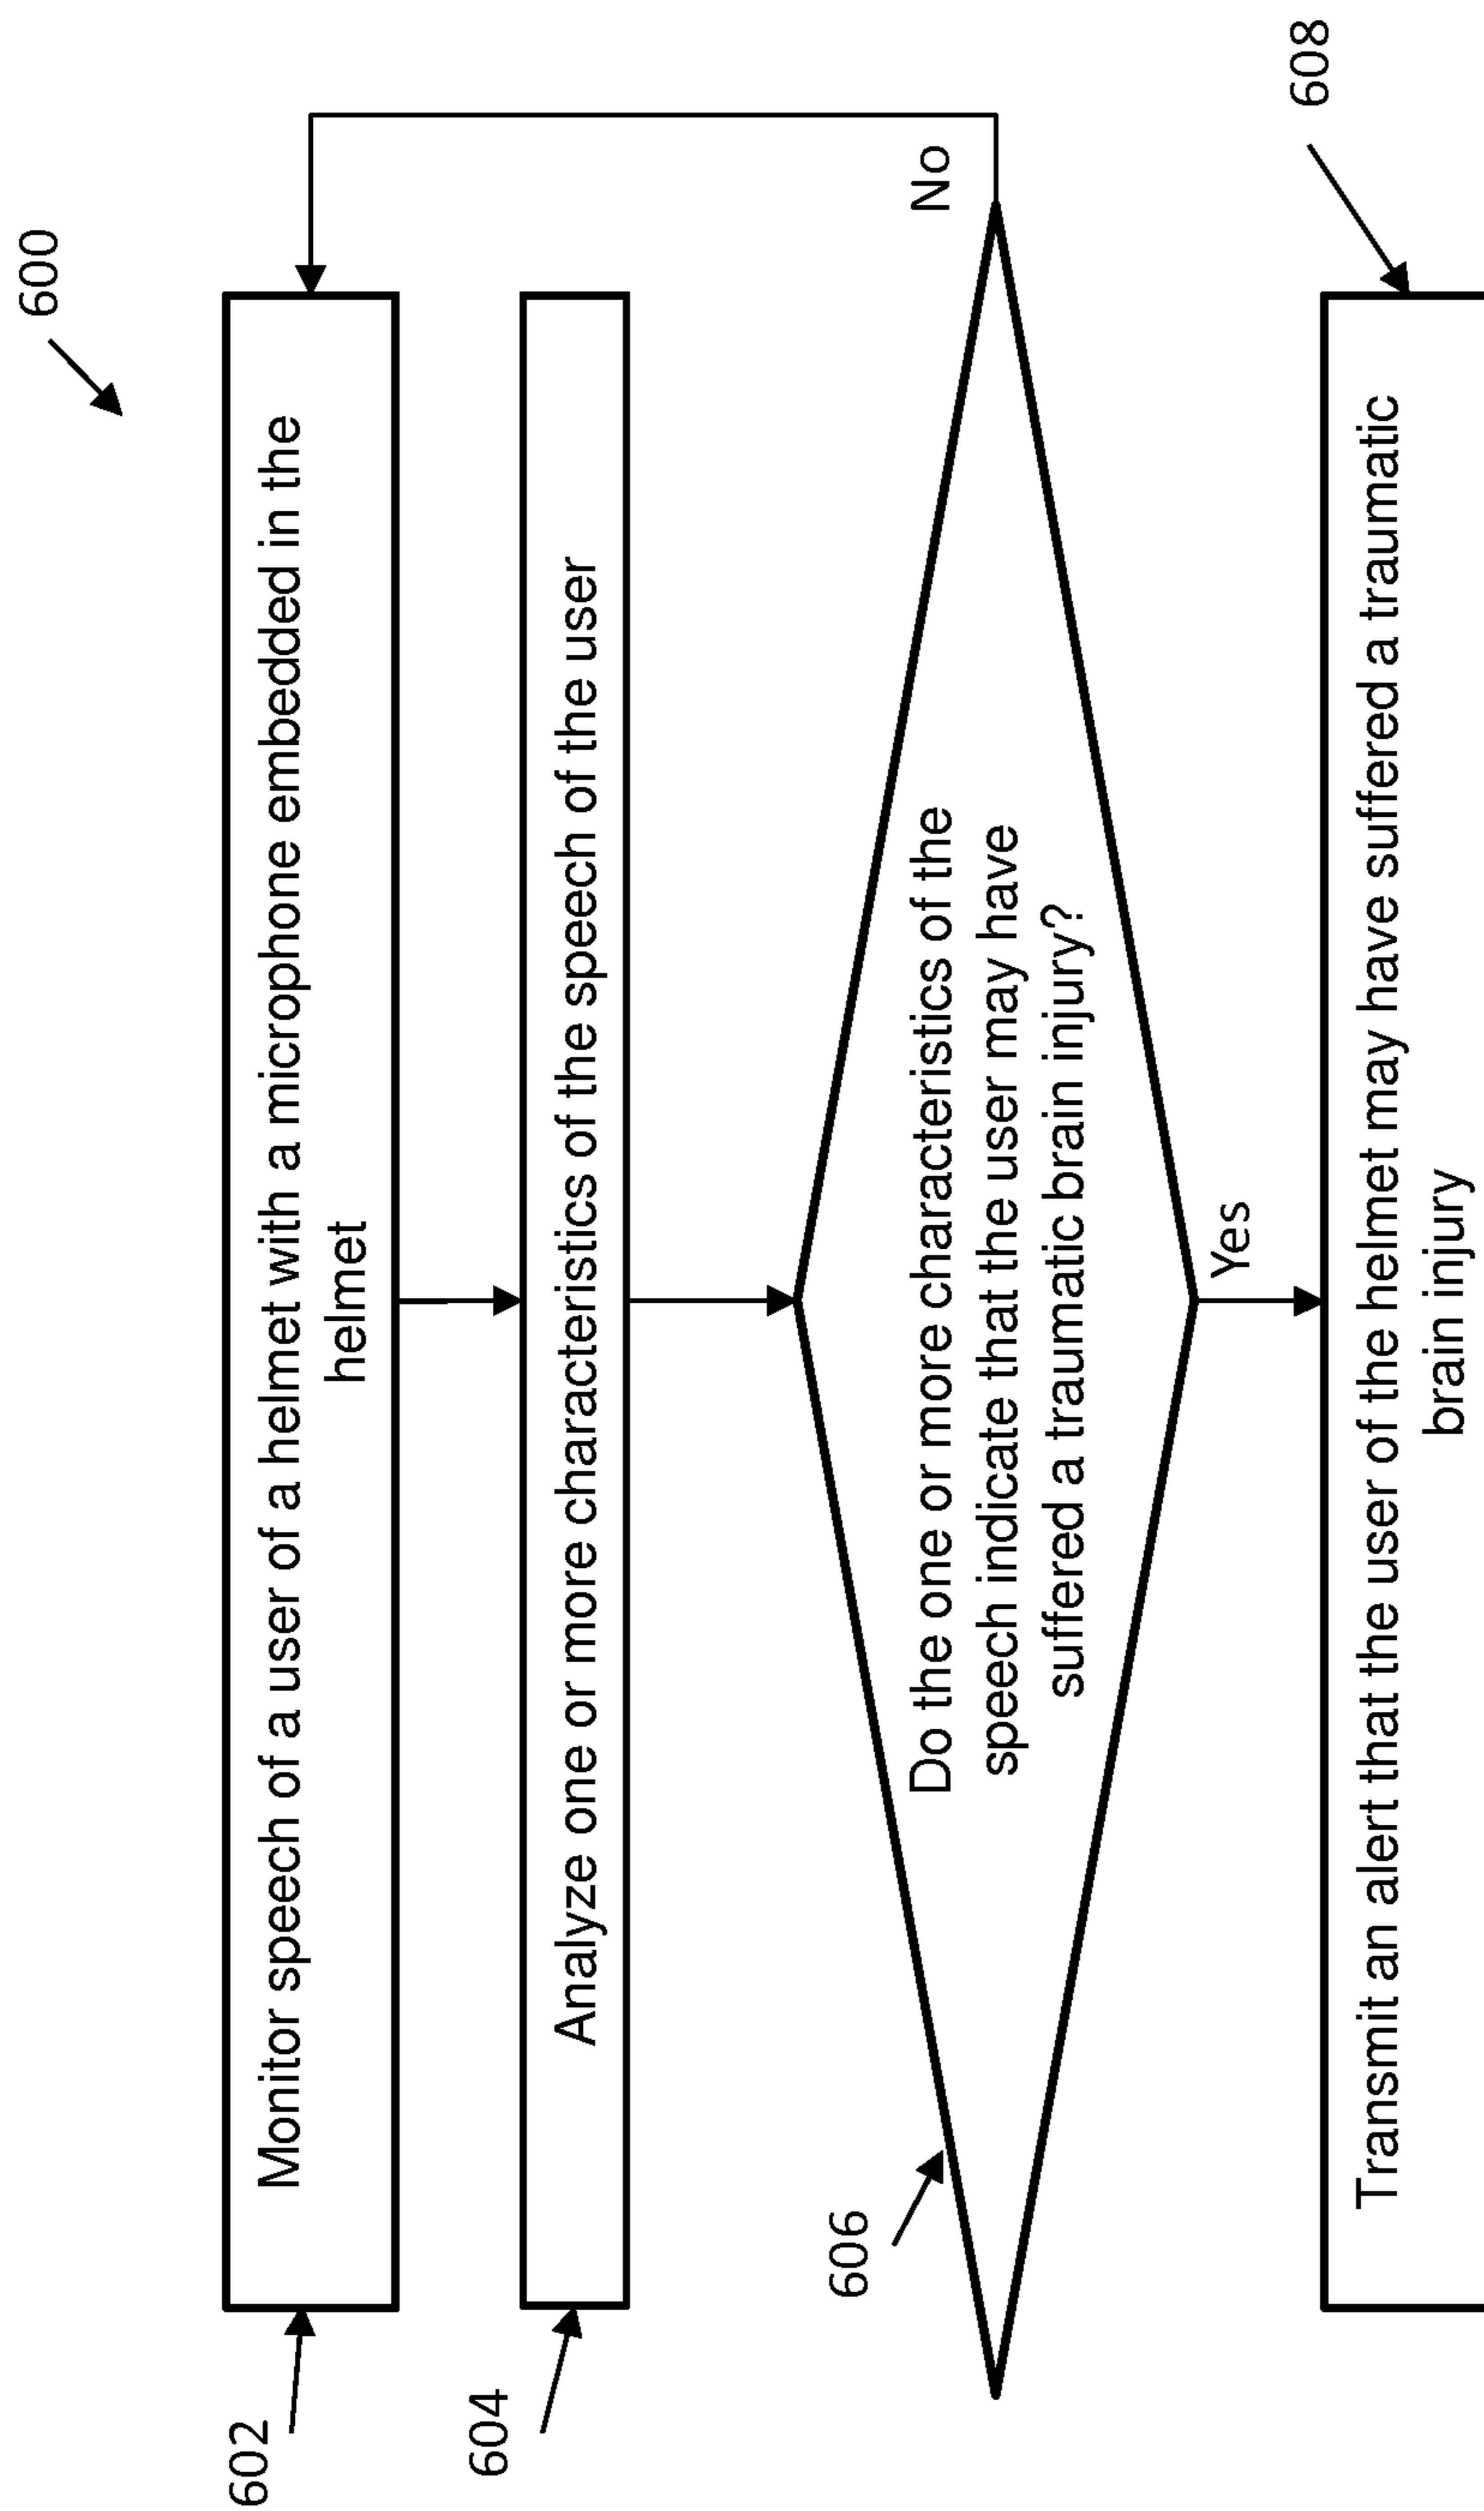 600
602
Monitor speech of a user of a helmet with a microphone embedded in the
helmet
604
Analyze one or more characteristics of the speech of the user
606
Do the one or more characteristics of the
speech indicate that the user may have
suffered a traumatic brain injury?
No
Yes
608
Transmit an alert that the user of the helmet may have suffered a traumatic
brain injury